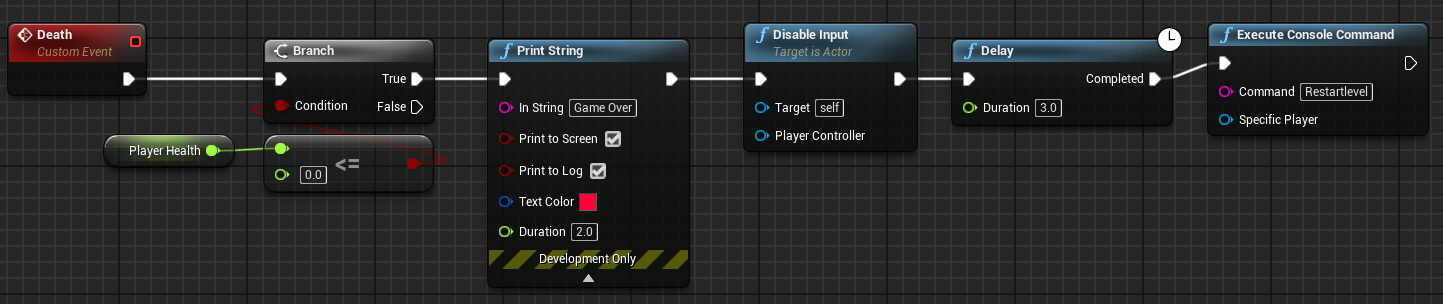 Death
Custom Event
Branch
True
Condition
False
Player Health
0.0
<=
Print String
In String Game Over
Print to Screen
Print to Log
Text Color
Duration 2.0
Development Only
Disable Input
Target is Actor
Target self
Player Controller
Delay
Completed
Duration 3.0
Execute Console Command
Command Restartlevel
Specific Player